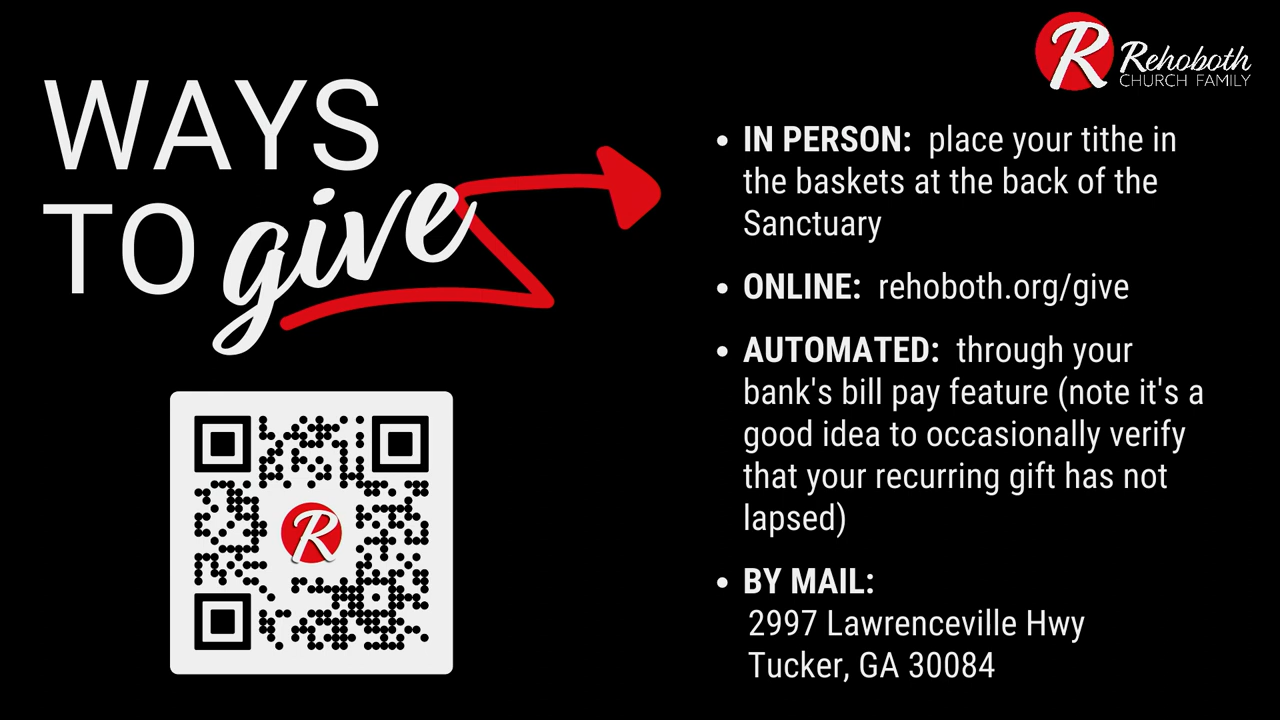 WAYS
TO give
R Rehoboth
CHURCH FAMILY
• IN PERSON: place your tithe in
the baskets at the back of the
Sanctuary
• ONLINE: rehoboth.org/give
• AUTOMATED: through your
bank's bill pay feature (note it's a
good idea to occasionally verify
that your recurring gift has not
lapsed)
• BY MAIL:
2997 Lawrenceville Hwy
Tucker, GA 30084
R